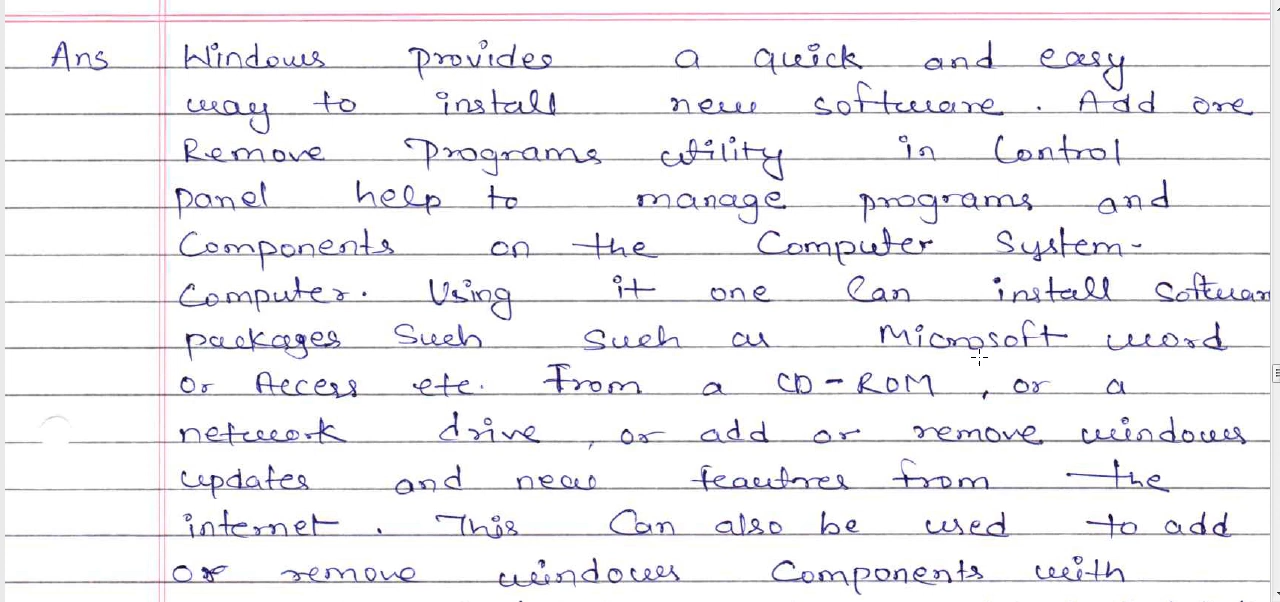 Ans Windows provides a quick and easy
way to install new software. Add ore
Remove Programs utility in Control
panel help to manage programs and
Components on the Computer System-
Computer. Using it one Can install Softwar
packages Such Such as Microsoft word
or Access etc. From a CD-ROM, or a
network drive, or add or remove windows
updates and new feautres from the
internet. This Can also be used to add
or remove windows Components with